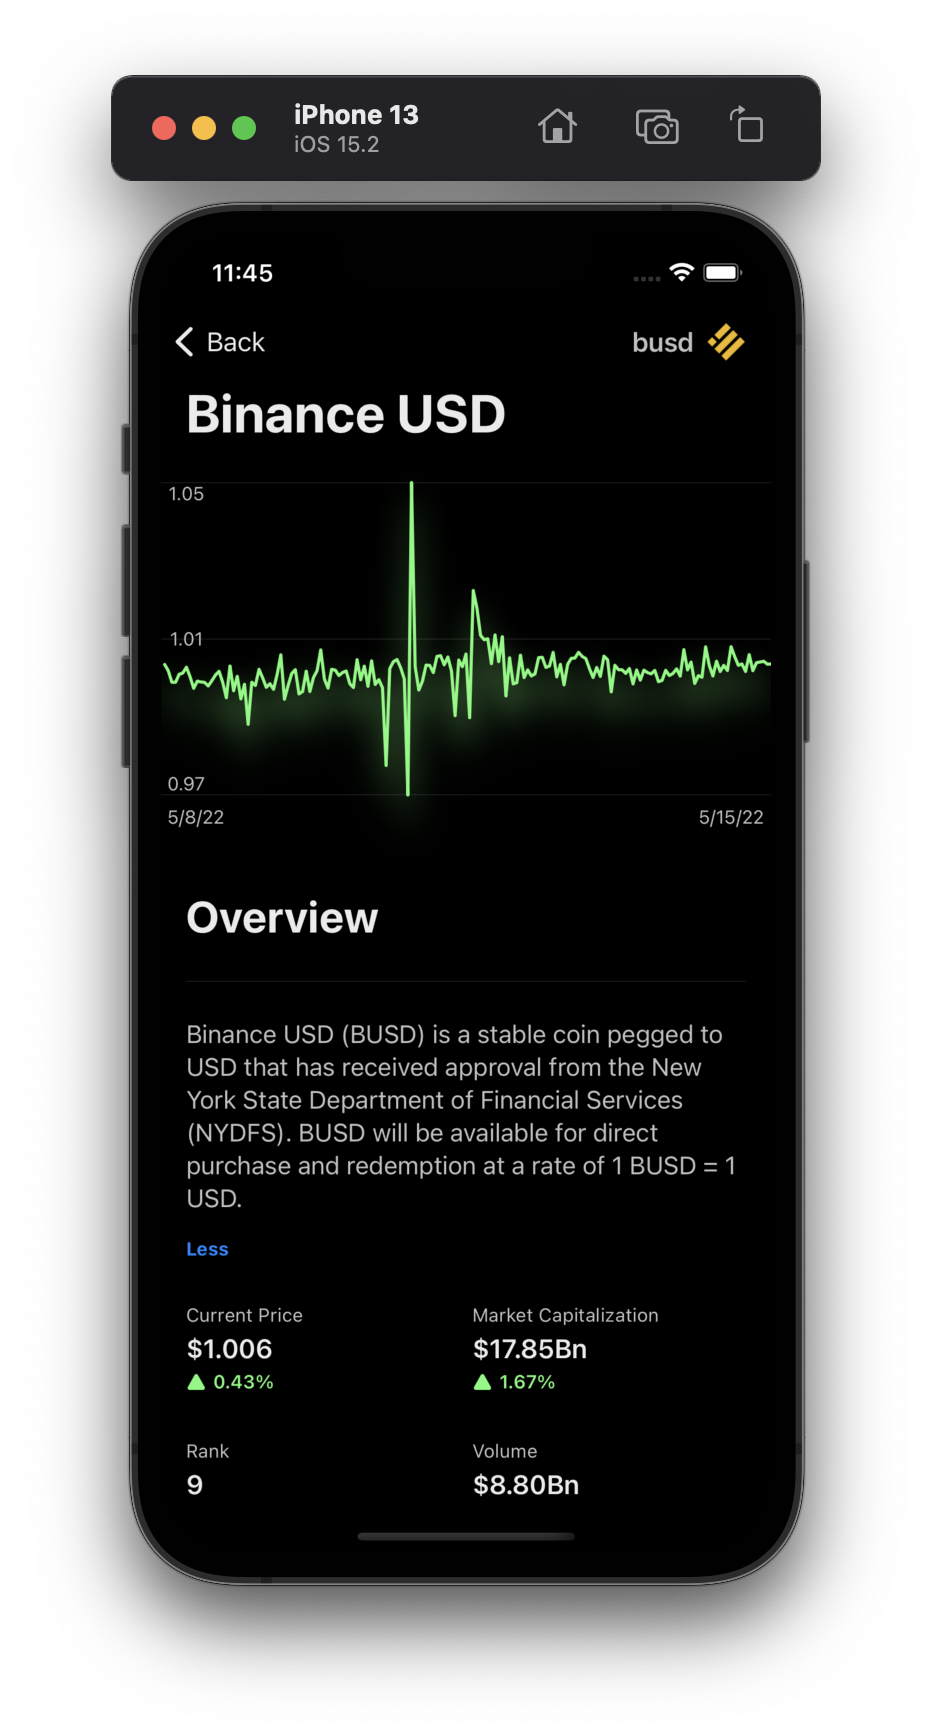 iPhone 13
iOS 15.2
11:45
Back
busd
Binance USD
1.05
1.01
0.97
5/8/22 5/15/22
Overview
Binance USD (BUSD) is a stable coin pegged to
USD that has received approval from the New
York State Department of Financial Services
(NYDFS). BUSD will be available for direct
purchase and redemption at a rate of 1 BUSD = 1
USD.
Less
Current Price Market Capitalization
$1.006 $17.85Bn
0.43% 1.67%
Rank Volume
9 $8.80Bn